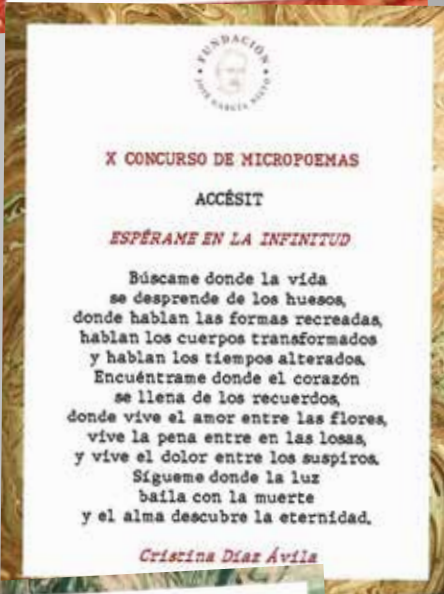 FUNDACIÓN
JOSÉ GARCÍA NIETO
X CONCURSO DE MICROPOEMAS
ACCÉSIT
ESPÉRAME EN LA INFINITUD
Búscame donde la vida
se desprende de los huesos,
donde hablan las formas recreadas,
hablan los cuerpos transformados
y hablan los tiempos alterados.
Encuéntrame donde el corazón
se llena de los recuerdos,
donde vive el amor entre las flores,
vive la pena entre en las losas,
y vive el dolor entre los suspiros.
Sígueme donde la luz
baila con la muerte
y el alma descubre la eternidad.
Cristina Díaz Ávila